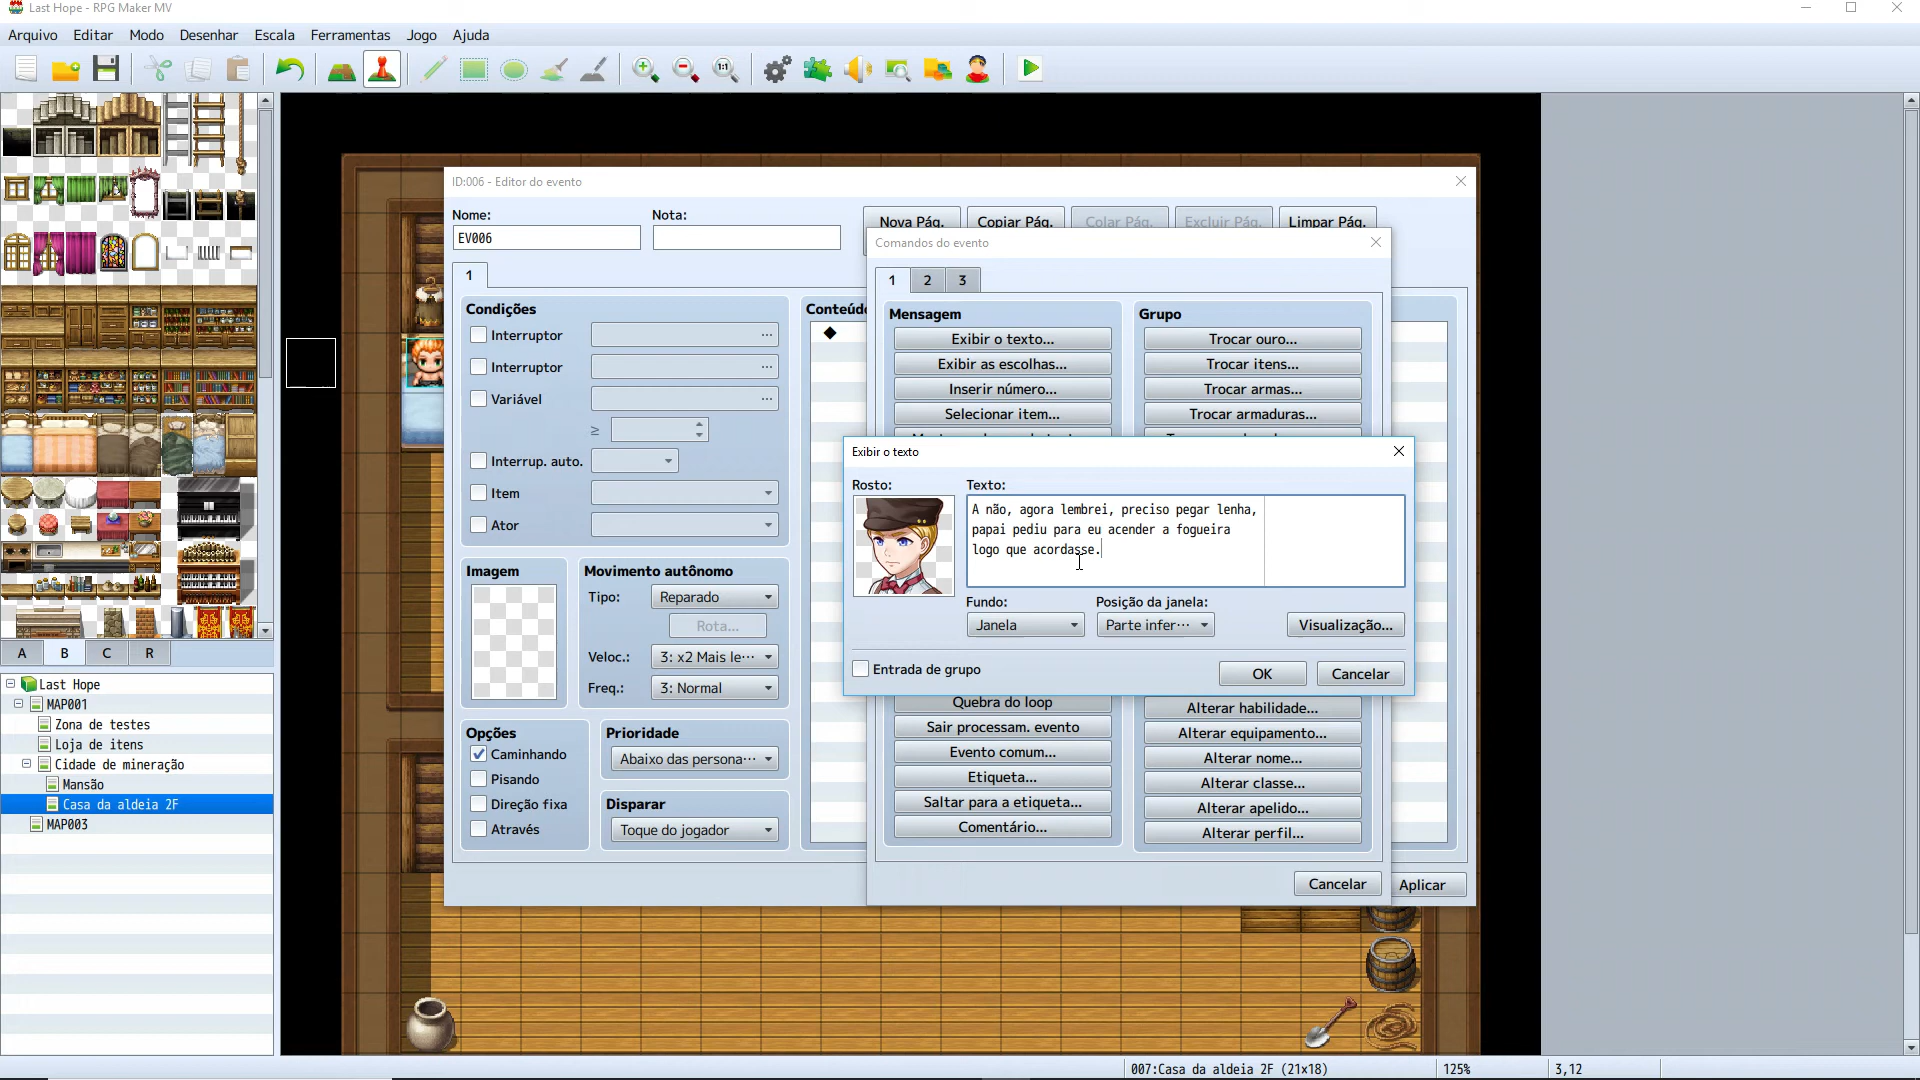 Last Hope - RPG Maker MV
Arquivo Editar Modo Desenhar Escala Ferramentas Jogo Ajuda
1:1
ID:006 - Editor do evento
Nome: Nota:
EV006
Nova Pág. Copiar Pág. Colar Pág. Excluir Pág. Limpar Pág.
1
Condições
Interruptor ...
Interruptor ...
Variável ...
≥
Interrup. auto.
Item
Ator
Imagem
Movimento autônomo
Tipo: Reparado
Rota...
Veloc.: 3: x2 Mais le···
Freq.: 3: Normal
Opções
Caminhando
Pisando
Direção fixa
Através
Prioridade
Abaixo das persona···
Disparar
Toque do jogador
Aplicar
Comandos do evento
1 2 3
Mensagem
Exibir o texto...
Exibir as escolhas...
Inserir número...
Selecionar item...
Grupo
Trocar ouro...
Trocar itens...
Trocar armas...
Trocar armaduras...
Quebra do loop
Sair processam. evento
Evento comum...
Etiqueta...
Saltar para a etiqueta...
Comentário...
Alterar habilidade...
Alterar equipamento...
Alterar nome...
Alterar classe...
Alterar apelido...
Alterar perfil...
Cancelar
Exibir o texto
Rosto: Texto:
A não, agora lembrei, preciso pegar lenha,
papai pediu para eu acender a fogueira
logo que acordasse.
Fundo: Posição da janela:
Janela Parte infer··· Visualização...
Entrada de grupo OK Cancelar
A B C R
Last Hope
MAP001
Zona de testes
Loja de itens
Cidade de mineração
Mansão
Casa da aldeia 2F
MAP003
007:Casa da aldeia 2F (21x18) 125% 3,12